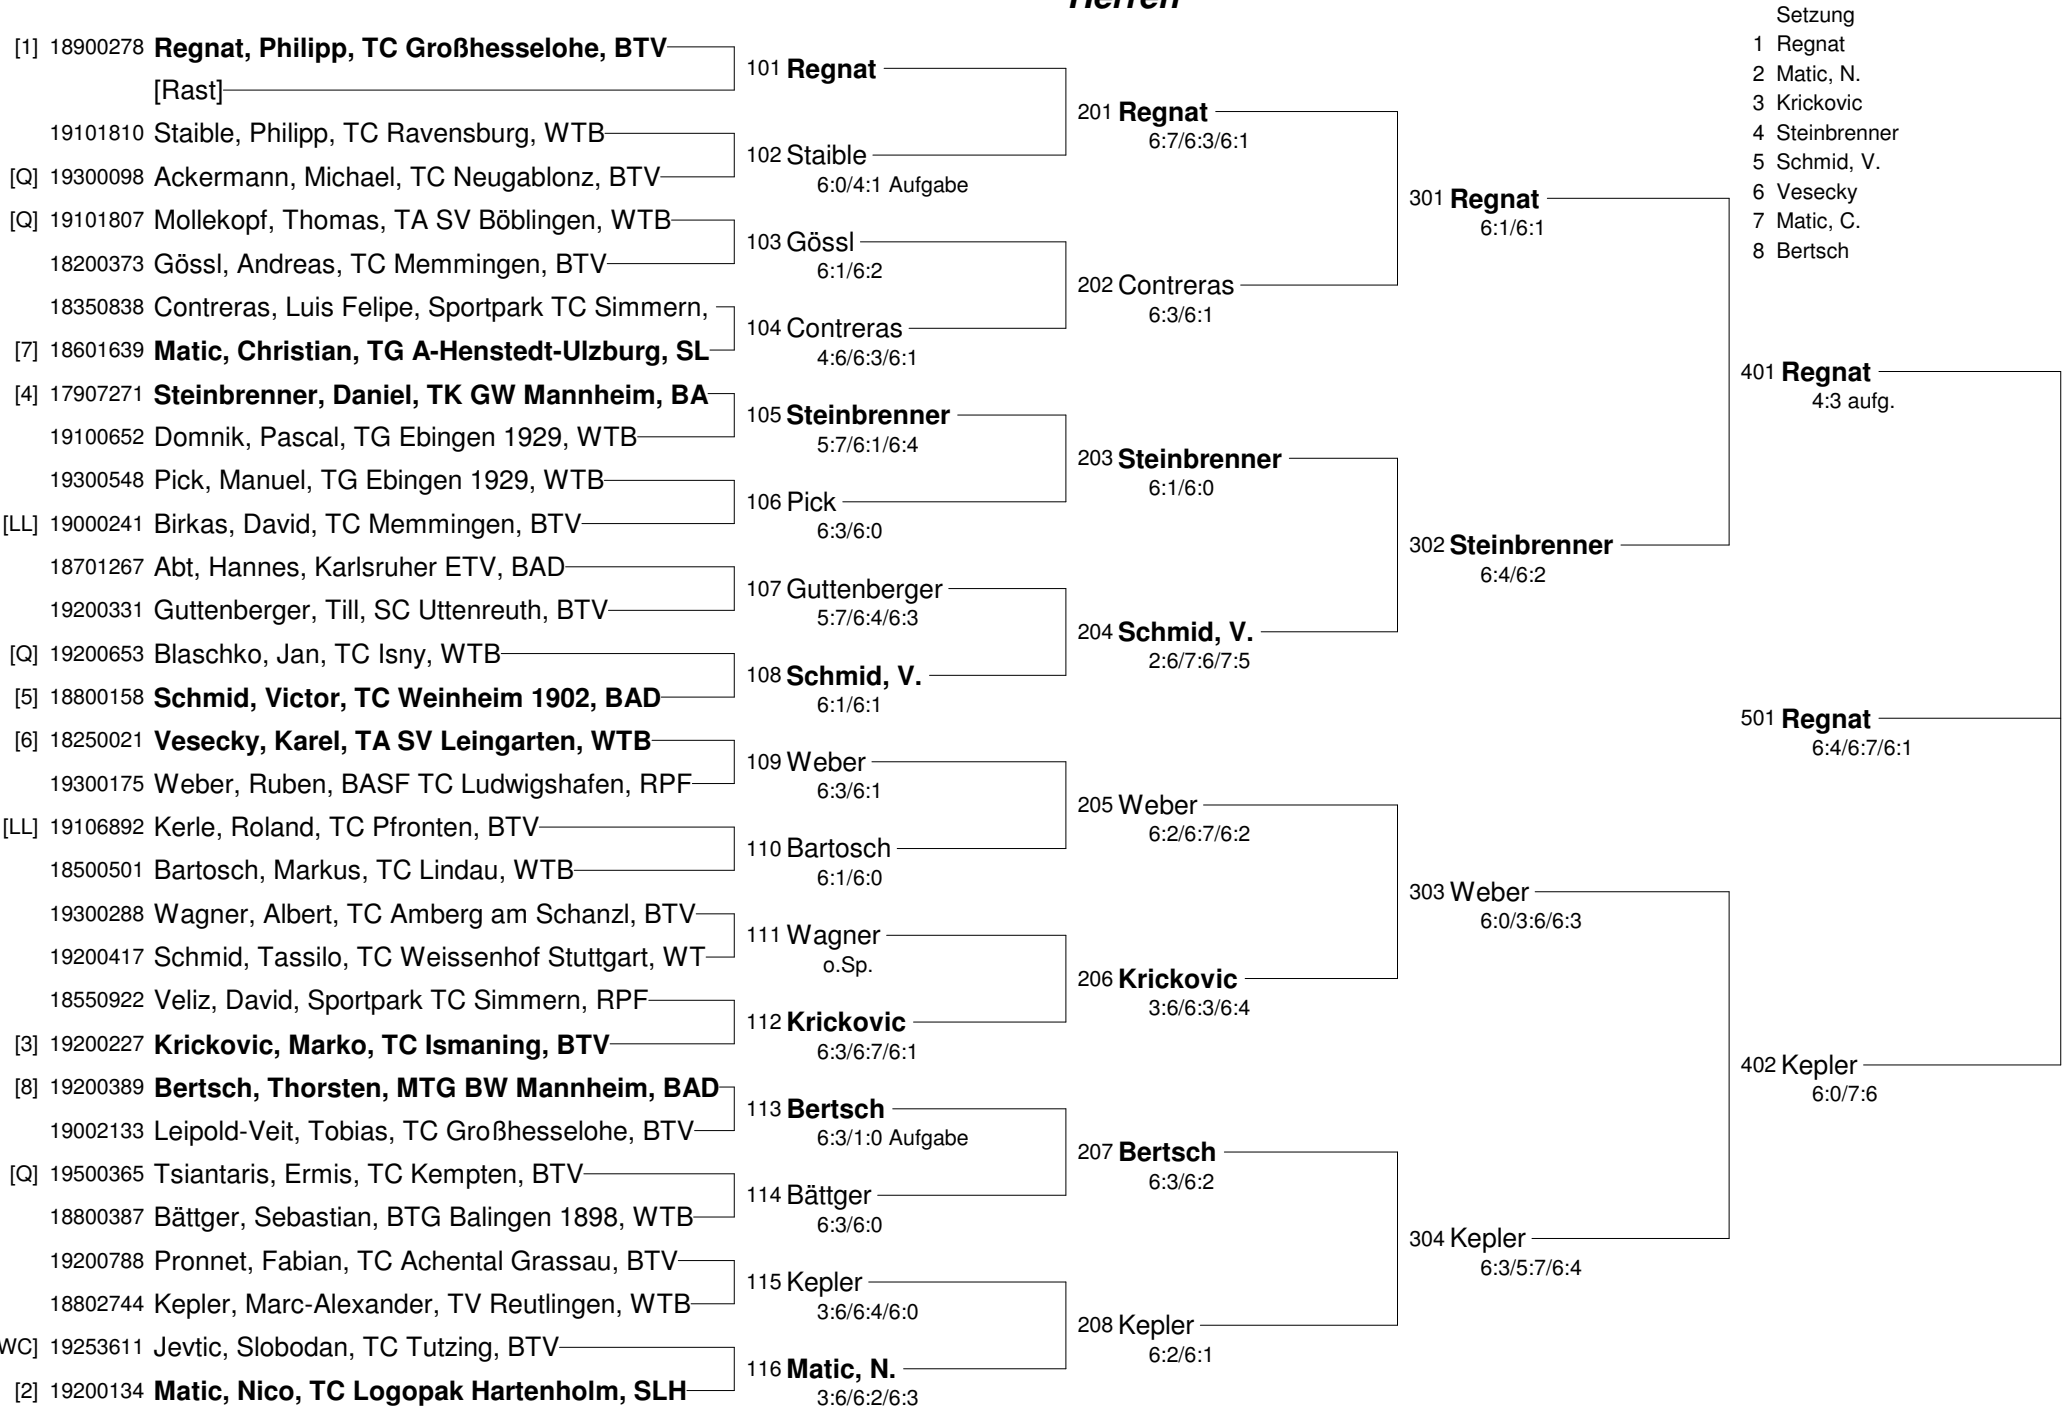 Herren
Setzung
1 Regnat
2 Matic, N.
3 Krickovic
4 Steinbrenner
5 Schmid, V.
6 Vesecky
7 Matic, C.
8 Bertsch
[1] 18900278 Regnat, Philipp, TC Großhesselohe, BTV
[Rast]
19101810 Staible, Philipp, TC Ravensburg, WTB
[Q] 19300098 Ackermann, Michael, TC Neugablonz, BTV
[Q] 19101807 Mollekopf, Thomas, TA SV Böblingen, WTB
18200373 Gössl, Andreas, TC Memmingen, BTV
18350838 Contreras, Luis Felipe, Sportpark TC Simmern,
[7] 18601639 Matic, Christian, TG A-Henstedt-Ulzburg, SL
[4] 17907271 Steinbrenner, Daniel, TK GW Mannheim, BA
19100652 Domnik, Pascal, TG Ebingen 1929, WTB
19300548 Pick, Manuel, TG Ebingen 1929, WTB
[LL] 19000241 Birkas, David, TC Memmingen, BTV
18701267 Abt, Hannes, Karlsruher ETV, BAD
19200331 Guttenberger, Till, SC Uttenreuth, BTV
[Q] 19200653 Blaschko, Jan, TC Isny, WTB
[5] 18800158 Schmid, Victor, TC Weinheim 1902, BAD
[6] 18250021 Vesecky, Karel, TA SV Leingarten, WTB
19300175 Weber, Ruben, BASF TC Ludwigshafen, RPF
[LL] 19106892 Kerle, Roland, TC Pfronten, BTV
18500501 Bartosch, Markus, TC Lindau, WTB
19300288 Wagner, Albert, TC Amberg am Schanzl, BTV
19200417 Schmid, Tassilo, TC Weissenhof Stuttgart, WT
18550922 Veliz, David, Sportpark TC Simmern, RPF
[3] 19200227 Krickovic, Marko, TC Ismaning, BTV
[8] 19200389 Bertsch, Thorsten, MTG BW Mannheim, BAD
19002133 Leipold-Veit, Tobias, TC Großhesselohe, BTV
[Q] 19500365 Tsiantaris, Ermis, TC Kempten, BTV
18800387 Bättger, Sebastian, BTG Balingen 1898, WTB
19200788 Pronnet, Fabian, TC Achental Grassau, BTV
18802744 Kepler, Marc-Alexander, TV Reutlingen, WTB
WC] 19253611 Jevtic, Slobodan, TC Tutzing, BTV
[2] 19200134 Matic, Nico, TC Logopak Hartenholm, SLH
101 Regnat
102 Staible
6:0/4:1 Aufgabe
103 Gössl
6:1/6:2
104 Contreras
4:6/6:3/6:1
105 Steinbrenner
5:7/6:1/6:4
106 Pick
6:3/6:0
107 Guttenberger
5:7/6:4/6:3
108 Schmid, V.
6:1/6:1
109 Weber
6:3/6:1
110 Bartosch
6:1/6:0
111 Wagner
o.Sp.
112 Krickovic
6:3/6:7/6:1
113 Bertsch
6:3/1:0 Aufgabe
114 Bättger
6:3/6:0
115 Kepler
3:6/6:4/6:0
116 Matic, N.
3:6/6:2/6:3
201 Regnat
6:7/6:3/6:1
202 Contreras
6:3/6:1
203 Steinbrenner
6:1/6:0
204 Schmid, V.
2:6/7:6/7:5
205 Weber
6:2/6:7/6:2
206 Krickovic
3:6/6:3/6:4
207 Bertsch
6:3/6:2
208 Kepler
6:2/6:1
301 Regnat
6:1/6:1
302 Steinbrenner
6:4/6:2
303 Weber
6:0/3:6/6:3
304 Kepler
6:3/5:7/6:4
401 Regnat
4:3 aufg.
501 Regnat
6:4/6:7/6:1
402 Kepler
6:0/7:6